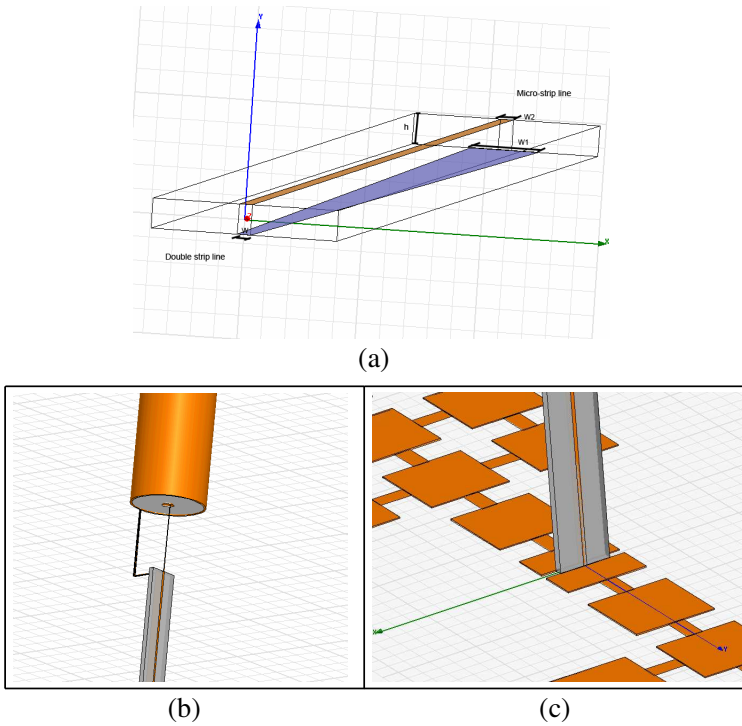 Y
Micro-strip line
W2
h
W1
W
X
Double strip line
(a)
X
Y
(b)
(c)